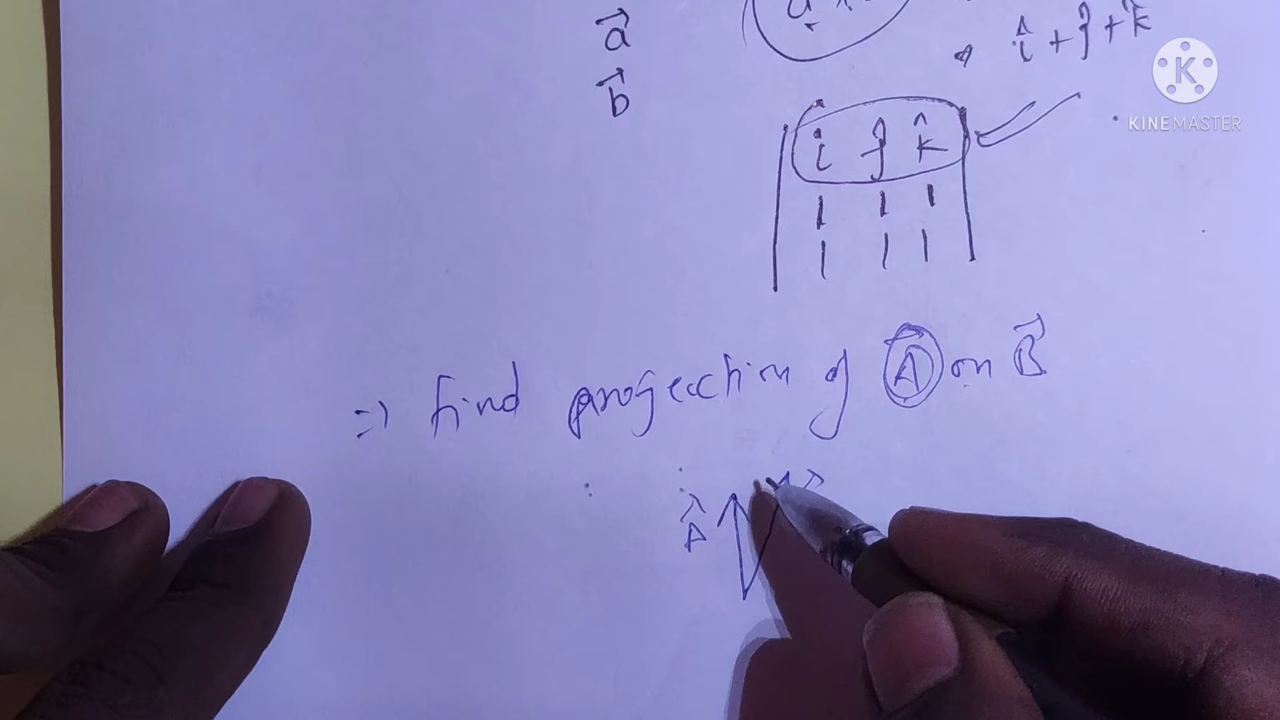 a⃗
î + ĵ + k̂
b⃗
K
KINEMASTER
î ĵ k̂
1 1 1
1 1 1
=) find projection of A⃗ on B⃗
A⃗